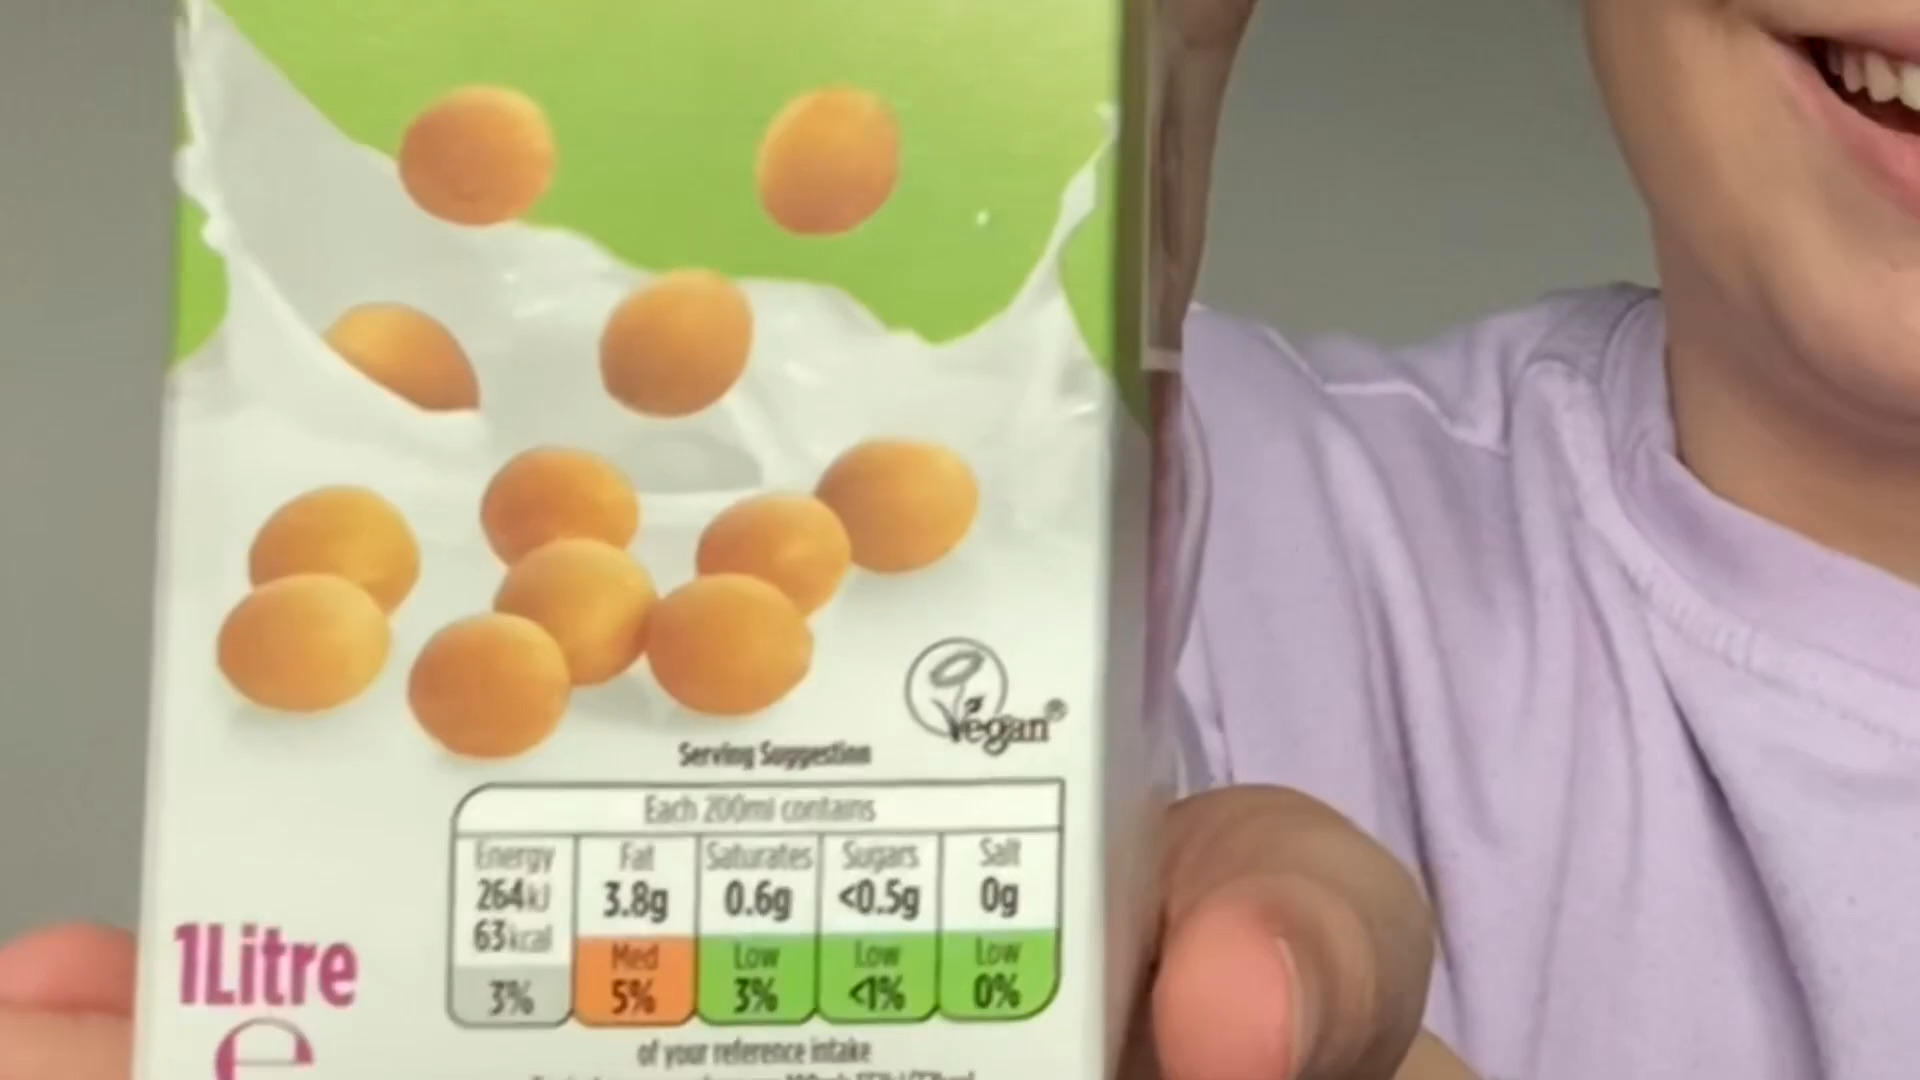 Vegan®
Serving Suggestion
Each 200ml contains
Energy
264kJ
63kcal
3%
Fat
3.8g
Med
5%
Saturates
0.6g
Low
3%
Sugars
<0.5g
Low
<1%
Salt
0g
Low
0%
1Litre
e
of your reference intake